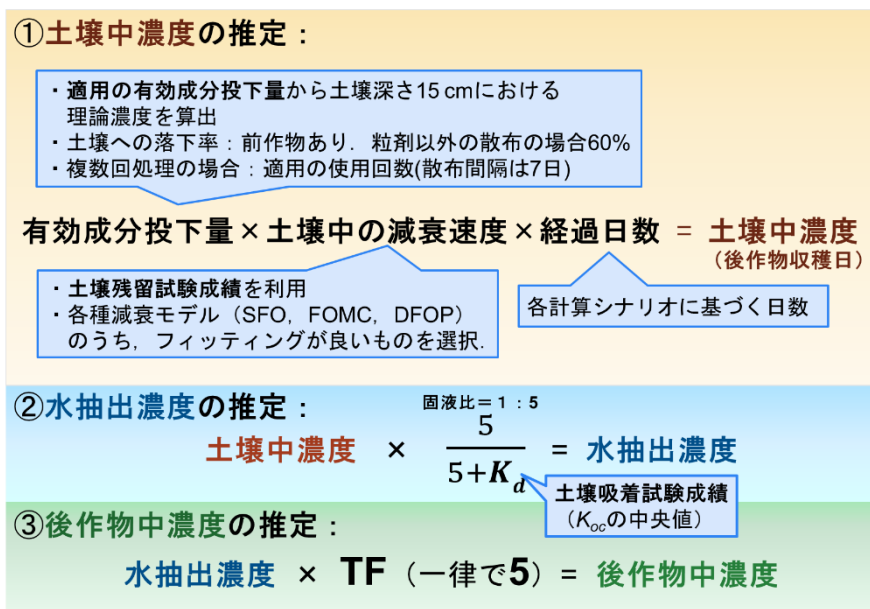 ①土壌中濃度の推定：
・適用の有効成分投下量から土壌深さ15 cmにおける
理論濃度を算出
・土壌への落下率：前作物あり．粒剤以外の散布の場合60%
・複数回処理の場合：適用の使用回数(散布間隔は7日)
有効成分投下量×土壌中の減衰速度×経過日数 = 土壌中濃度
(後作物収穫日)
・土壌残留試験成績を利用
・各種減衰モデル（SFO，FOMC，DFOP）
のうち，フィッティングが良いものを選択．
各計算シナリオに基づく日数
②水抽出濃度の推定：
固液比＝1：5
土壌中濃度 × 5/(5+K_d) = 水抽出濃度
土壌吸着試験成績
（Kocの中央値）
③後作物中濃度の推定：
水抽出濃度 × TF（一律で5）= 後作物中濃度